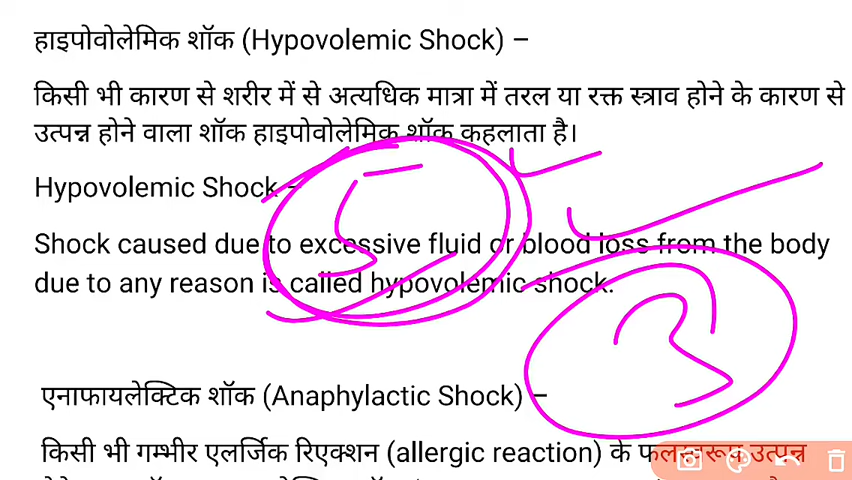 हाइपोवोलेमिक शॉक (Hypovolemic Shock) –
किसी भी कारण से शरीर में से अत्यधिक मात्रा में तरल या रक्त स्त्राव होने के कारण से
उत्पन्न होने वाला शॉक हाइपोवोलेमिक शॉक कहलाता है।
Hypovolemic Shock –
5
Shock caused due to excessive fluid or blood loss from the body
due to any reason is called hypovolemic shock.
3
एनाफायलेक्टिक शॉक (Anaphylactic Shock) –
किसी भी गम्भीर एलर्जिक रिएक्शन (allergic reaction) के फलस्वरूप उत्पन्न